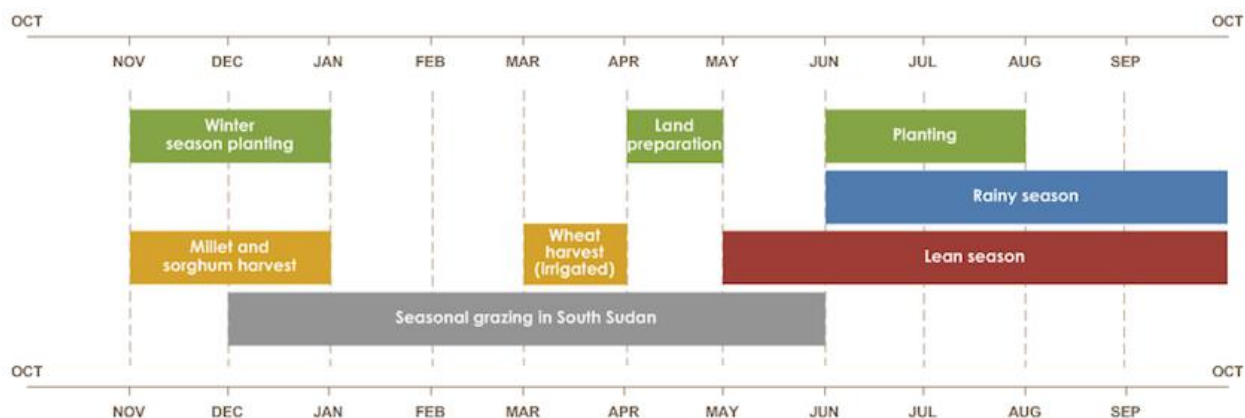 OCT OCT
NOV DEC JAN FEB MAR APR MAY JUN JUL AUG SEP
Winter
season planting
Land
preparation
Planting
Rainy season
Millet and
sorghum harvest
Wheat
harvest
(irrigated)
Lean season
Seasonal grazing in South Sudan
OCT OCT
NOV DEC JAN FEB MAR APR MAY JUN JUL AUG SEP